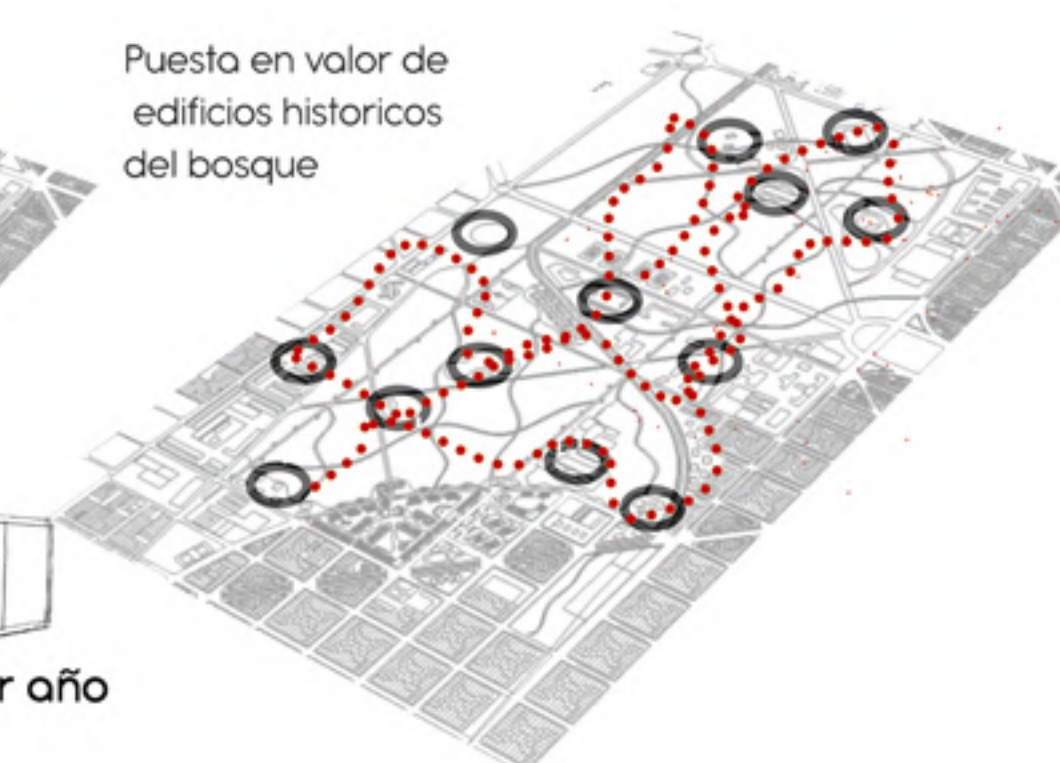 Puesta en valor de
edificios historicos
del bosque
r año